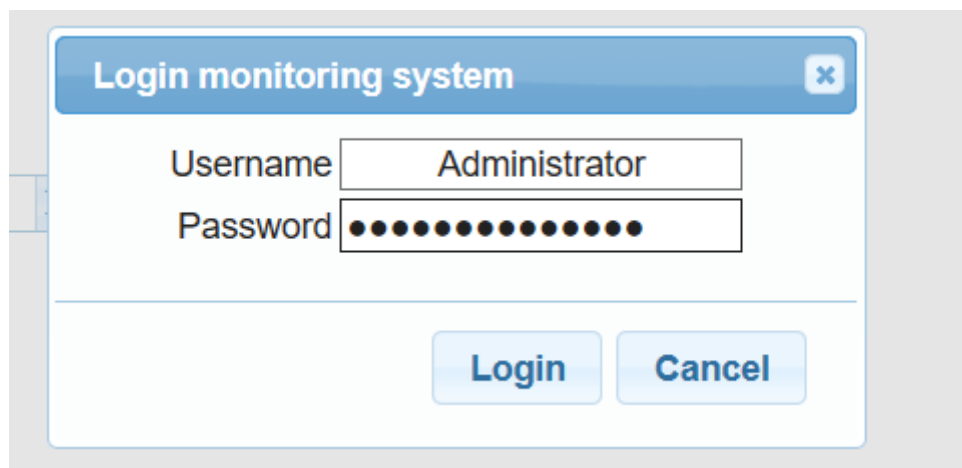 Login monitoring system
Username Administrator
Password ••••••••••••••
Login Cancel